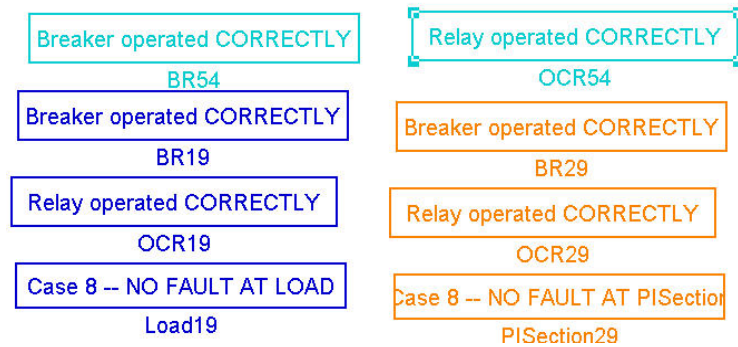 Breaker operated CORRECTLY
BR54
Relay operated CORRECTLY
OCR54
Breaker operated CORRECTLY
BR19
Breaker operated CORRECTLY
BR29
Relay operated CORRECTLY
OCR19
Relay operated CORRECTLY
OCR29
Case 8 -- NO FAULT AT LOAD
Load19
Case 8 -- NO FAULT AT PISection
PISection29